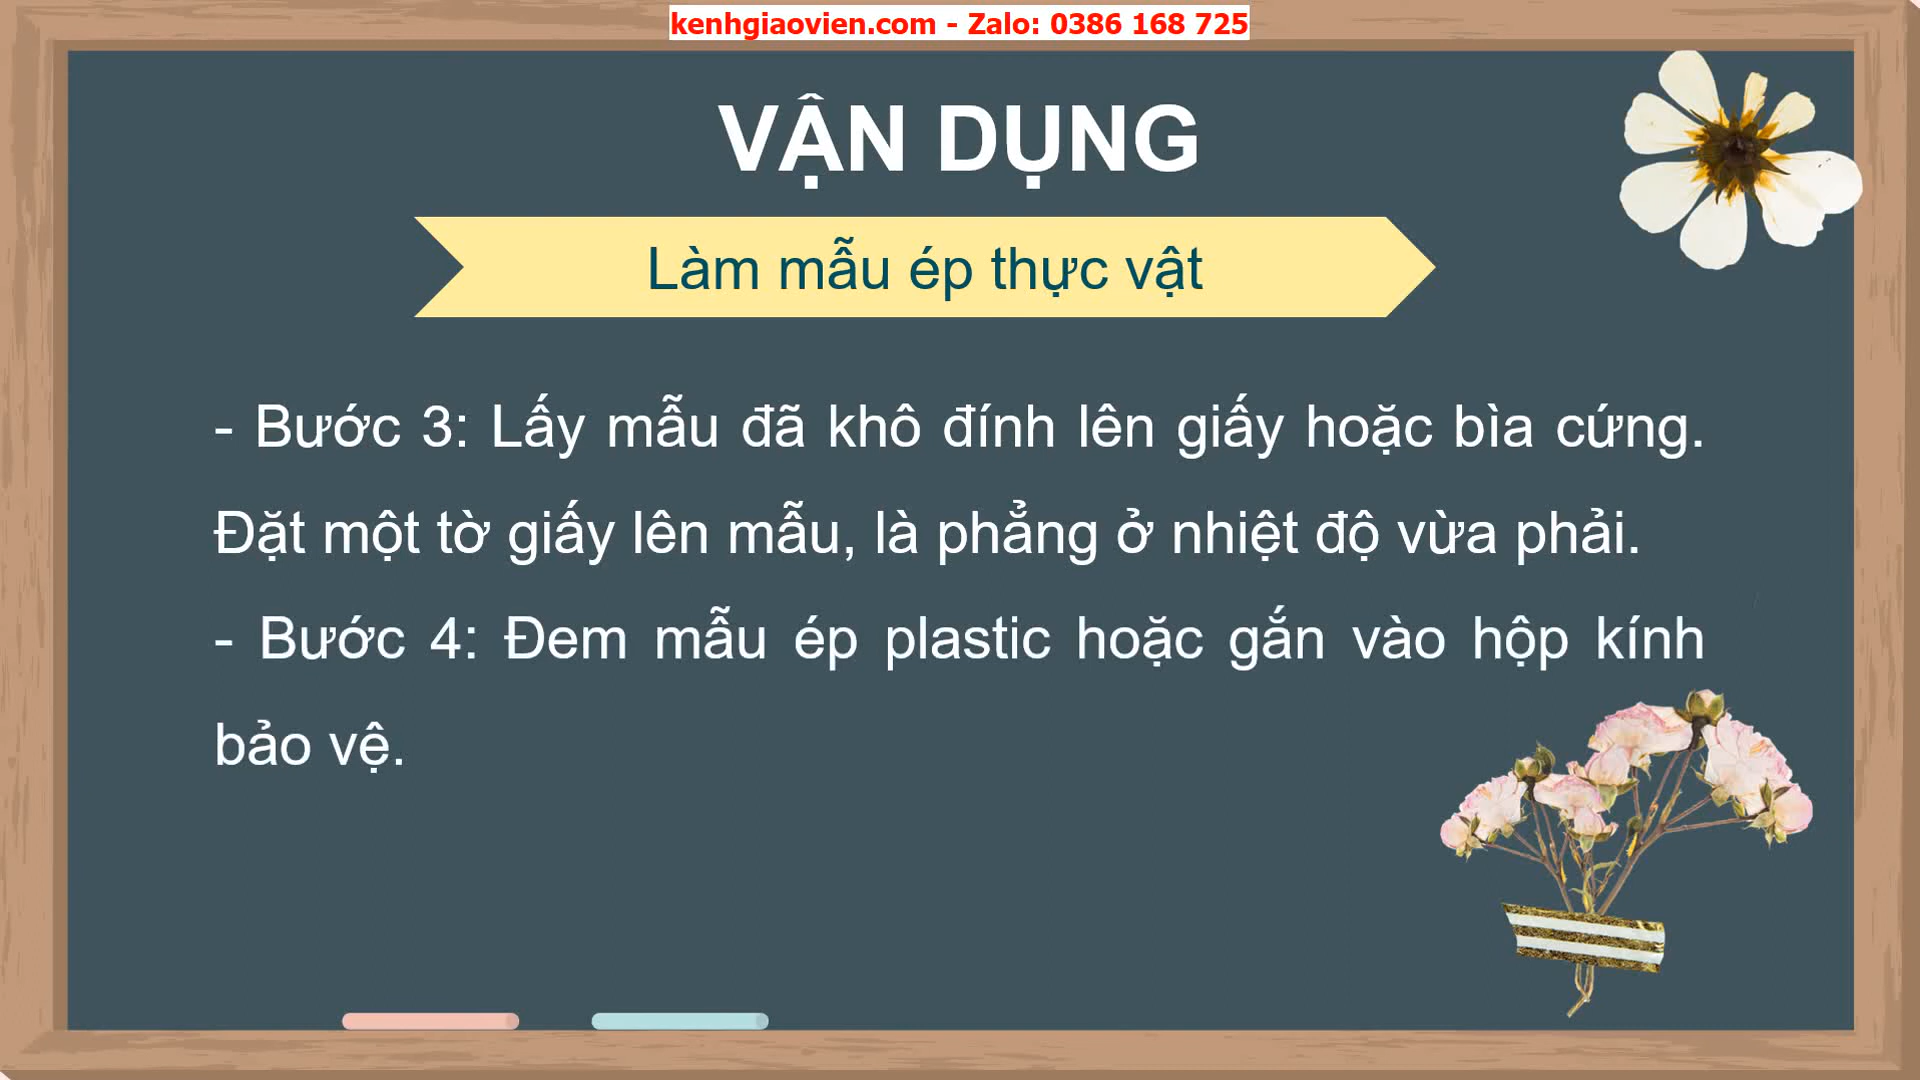 kenhgiaovien.com - Zalo: 0386 168 725
VẬN DỤNG
Làm mẫu ép thực vật
- Bước 3: Lấy mẫu đã khô đính lên giấy hoặc bìa cứng.
Đặt một tờ giấy lên mẫu, là phẳng ở nhiệt độ vừa phải.
- Bước 4: Đem mẫu ép plastic hoặc gắn vào hộp kính
bảo vệ.